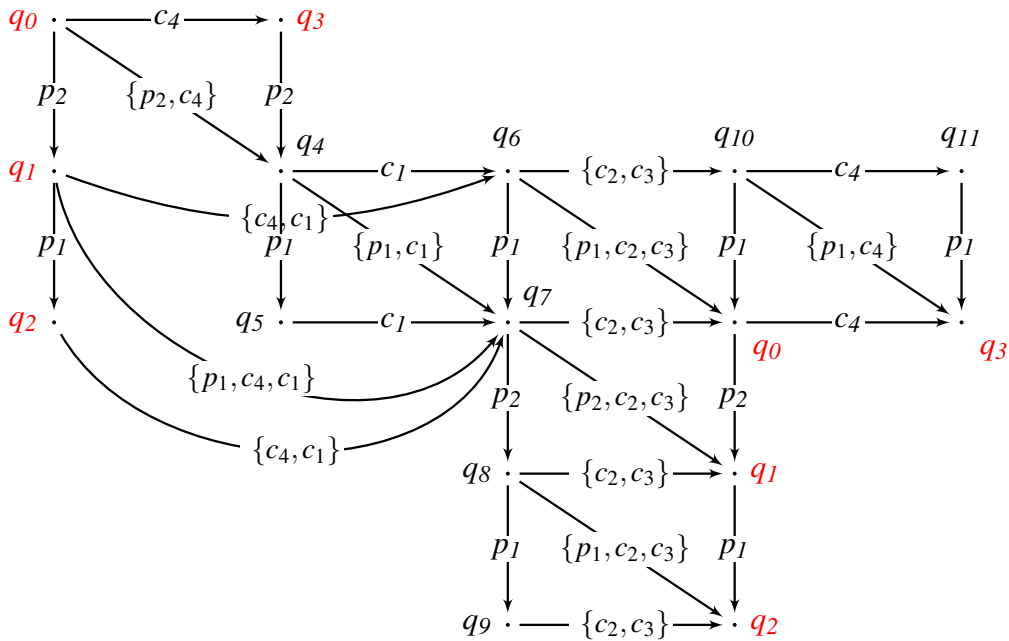 q0 c4 q3
p2 {p2,c4} p2
q1 q4 c1 q6 {c2,c3} q10 c4 q11
{c4,c1}
p1 p1 {p1,c1} p1 {p1,c2,c3} p1 {p1,c4} p1
q2 q5 c1 q7 {c2,c3} q0 c4 q3
{p1,c4,c1} p2 {p2,c2,c3} p2
{c4,c1} q8 {c2,c3} q1
p1 {p1,c2,c3} p1
q9 {c2,c3} q2